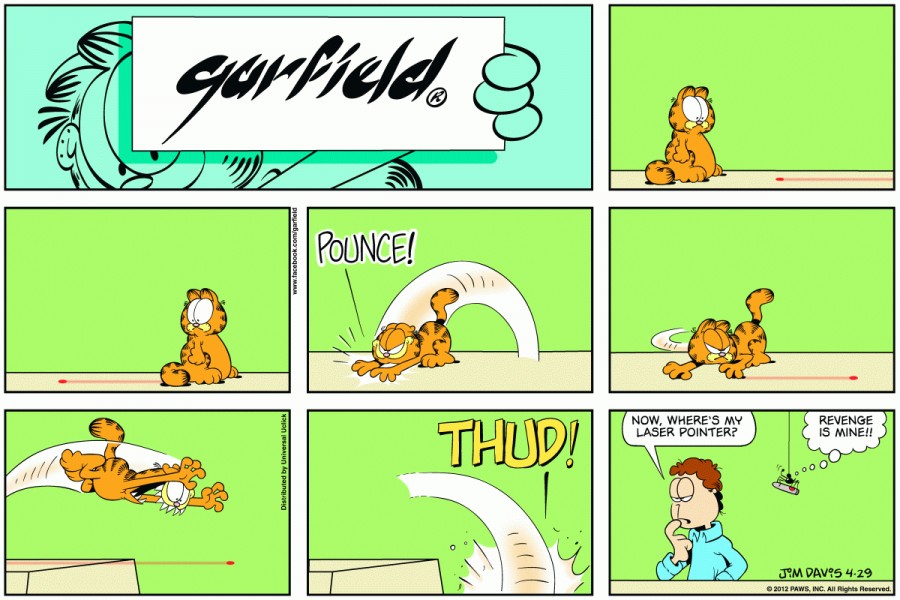 garfield®
www.facebook.com/garfield
POUNCE!
Distributed by Universal Uclick
THUD!
NOW, WHERE'S MY
LASER POINTER?
REVENGE
IS MINE!!
JIM DAVIS 4-29
© 2012 PAWS, INC. All Rights Reserved.